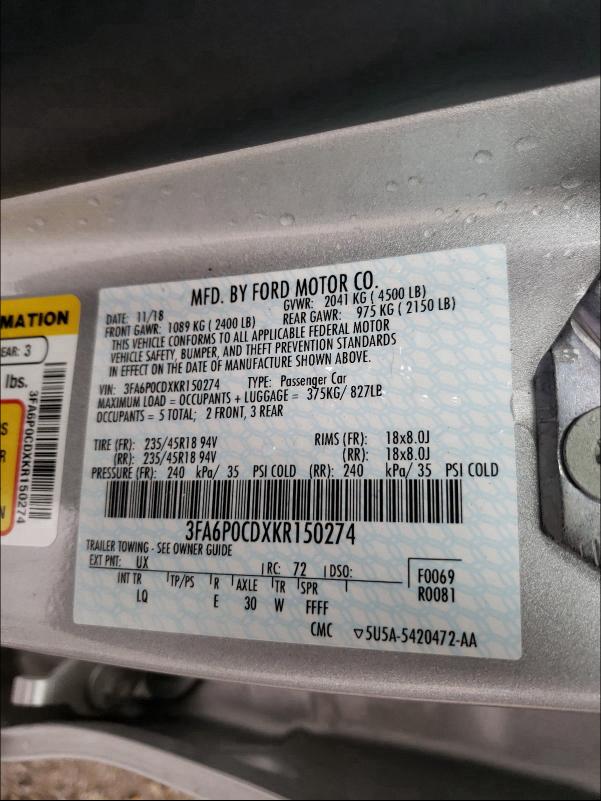 MFD. BY FORD MOTOR CO.
DATE: 11/18 GVWR: 2041 KG ( 4500 LB)
FRONT GAWR: 1089 KG ( 2400 LB) REAR GAWR: 975 KG ( 2150 LB)
THIS VEHICLE CONFORMS TO ALL APPLICABLE FEDERAL MOTOR
VEHICLE SAFETY, BUMPER, AND THEFT PREVENTION STANDARDS
IN EFFECT ON THE DATE OF MANUFACTURE SHOWN ABOVE.
VIN: 3FA6P0CDXKR150274 TYPE: Passenger Car
MAXIMUM LOAD = OCCUPANTS + LUGGAGE = 375KG/ 827LB
OCCUPANTS = 5 TOTAL; 2 FRONT, 3 REAR
TIRE (FR): 235/45R18 94V RIMS (FR): 18x8.0J
(RR): 235/45R18 94V (RR): 18x8.0J
PRESSURE (FR): 240 kPa/ 35 PSI COLD (RR): 240 kPa/ 35 PSI COLD
3FA6P0CDXKR150274
TRAILER TOWING - SEE OWNER GUIDE
EXT PNT: UX RC: 72 DSO: F0069
INT TR TP/PS R AXLE TR SPR R0081
LQ E 30 W FFFF
CMC ▽5U5A-5420472-AA
MATION
EAR: 3
lbs.
3FA6P0CDXKR150274
S
R
N